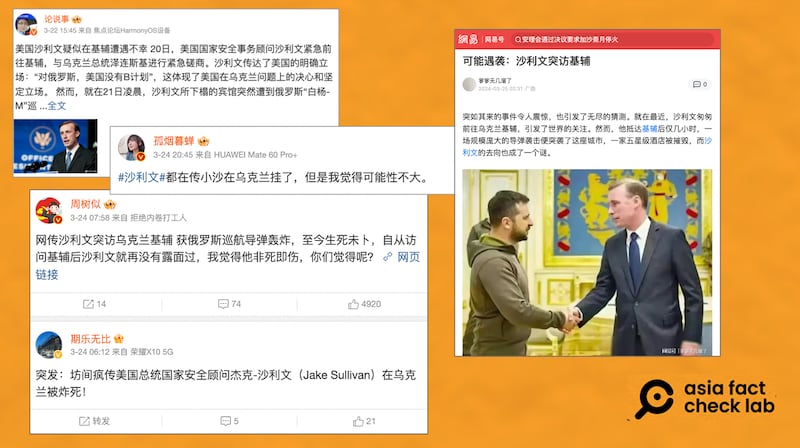 论说事
3-22 15:45 来自 焦点论坛HarmonyOS设备
美国沙利文疑似在基辅遭遇不幸 20日，美国国家安全事务顾问沙利文紧急前
往基辅，与乌克兰总统泽连斯基进行紧急磋商。沙利文传达了美国的明确立
场：“对俄罗斯，美国没有B计划”，这体现了美国在乌克兰问题上的决心和坚
定立场。 然而，就在21日凌晨，沙利文所下榻的宾馆突然遭到俄罗斯“白杨-
M”巡 ...全文
OFFICE
孤烟暮蝉
3-24 20:45 来自 HUAWEI Mate 60 Pro+
#沙利文#都在传小沙在乌克兰挂了，但是我觉得可能性不大。
周树似
3-24 07:58 来自 拒绝内卷打工人
网传沙利文突访乌克兰基辅 获俄罗斯巡航导弹轰炸，至今生死未卜，自从访
问基辅后沙利文就再没有露面过，我觉得他非死即伤，你们觉得呢？ 网页
链接
14
74
4920
期乐无比
3-24 06:12 来自 荣耀X10 5G
突发：坊间疯传美国总统国家安全顾问杰克-沙利文（Jake Sullivan）在乌克
兰被炸死！
转发
5
21
网易 网易号 安理会通过决议要求加沙斋月停火
可能遇袭：沙利文突访基辅
爹爹无几溜了
0
突如其来的事件令人震惊，也引发了无尽的猜测。就在最近，沙利文匆匆
前往乌克兰基辅，引发了世界的关注。然而，他抵达基辅后仅几小时，一
场规模庞大的导弹袭击便突袭了这座城市，一家五星级酒店被摧毁，而沙
利文的去向也成了一个谜。
asia fact
check lab